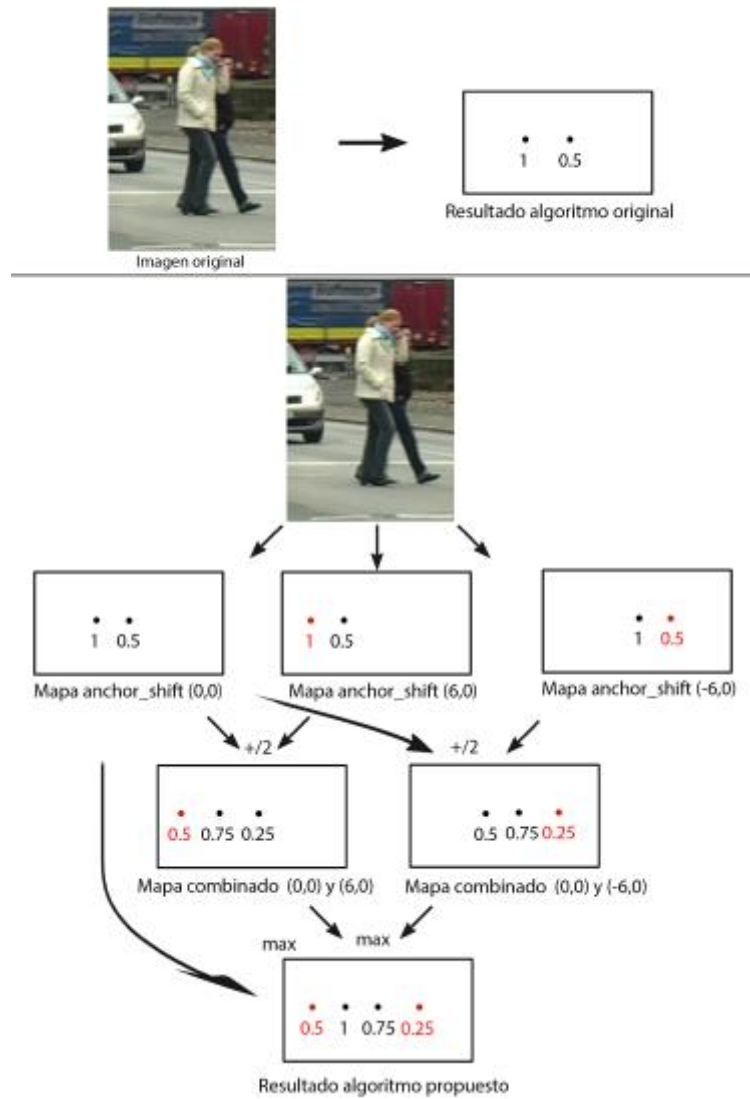 1 0.5
Resultado algoritmo original
Imagen original
1 0.5
1 0.5
1 0.5
Mapa anchor_shift (0,0)
Mapa anchor_shift (6,0)
Mapa anchor_shift (-6,0)
+/2
+/2
0.5 0.75 0.25
0.5 0.75 0.25
Mapa combinado (0,0) y (6,0)
Mapa combinado (0,0) y (-6,0)
max
max
0.5 1 0.75 0.25
Resultado algoritmo propuesto